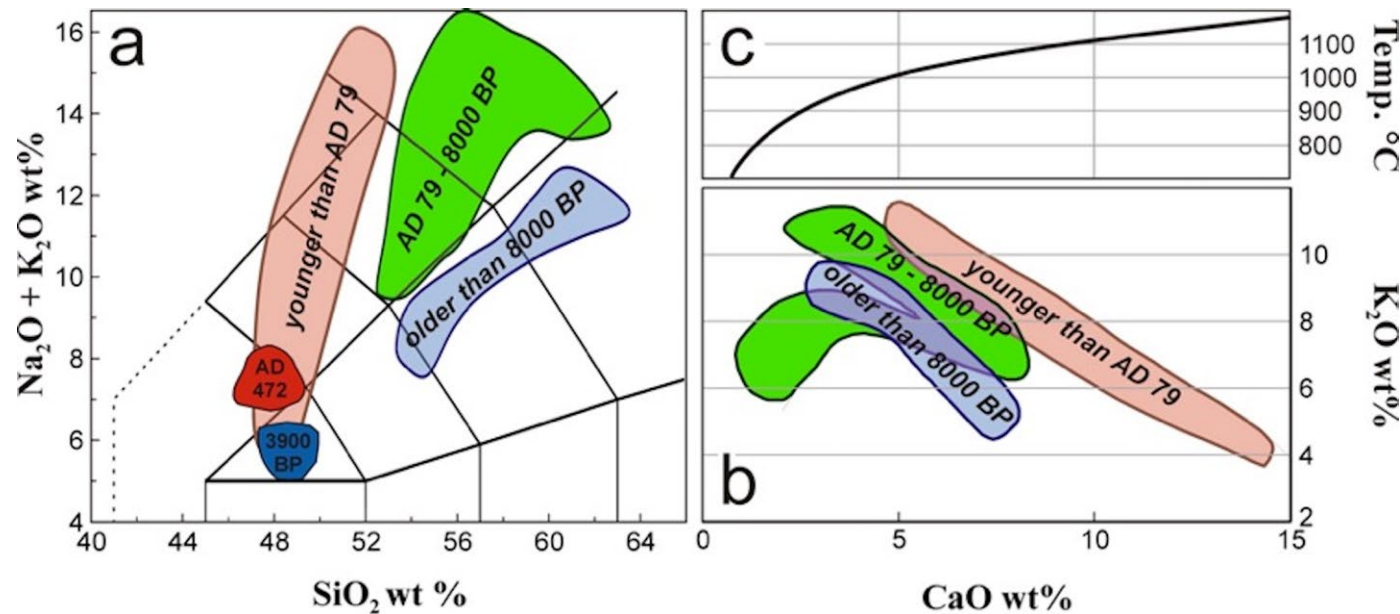 a
16
14
12
10
8
6
4
Na₂O + K₂O wt%
40
44
48
52
56
60
64
SiO₂ wt %
younger than AD 79
AD 79 - 8000 BP
older than 8000 BP
AD
472
3900
BP
c
1100
1000
900
800
Temp. °C
AD 79 - 8000 BP
younger than AD 79
older than 8000 BP
b
10
8
6
4
2
K₂O wt%
0
5
10
15
CaO wt%